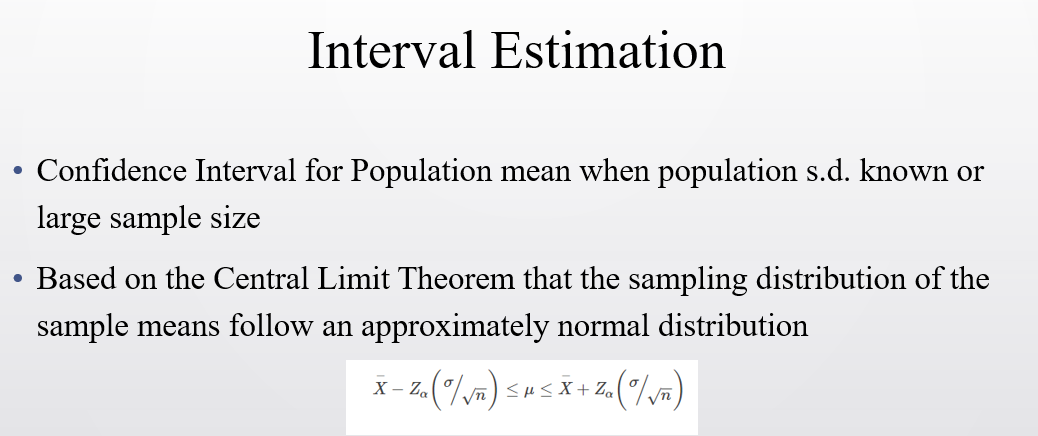 Interval Estimation
• Confidence Interval for Population mean when population s.d. known or
large sample size
• Based on the Central Limit Theorem that the sampling distribution of the
sample means follow an approximately normal distribution
X̄ − Zα(σ/√n) ≤ μ ≤ X̄ + Zα(σ/√n)